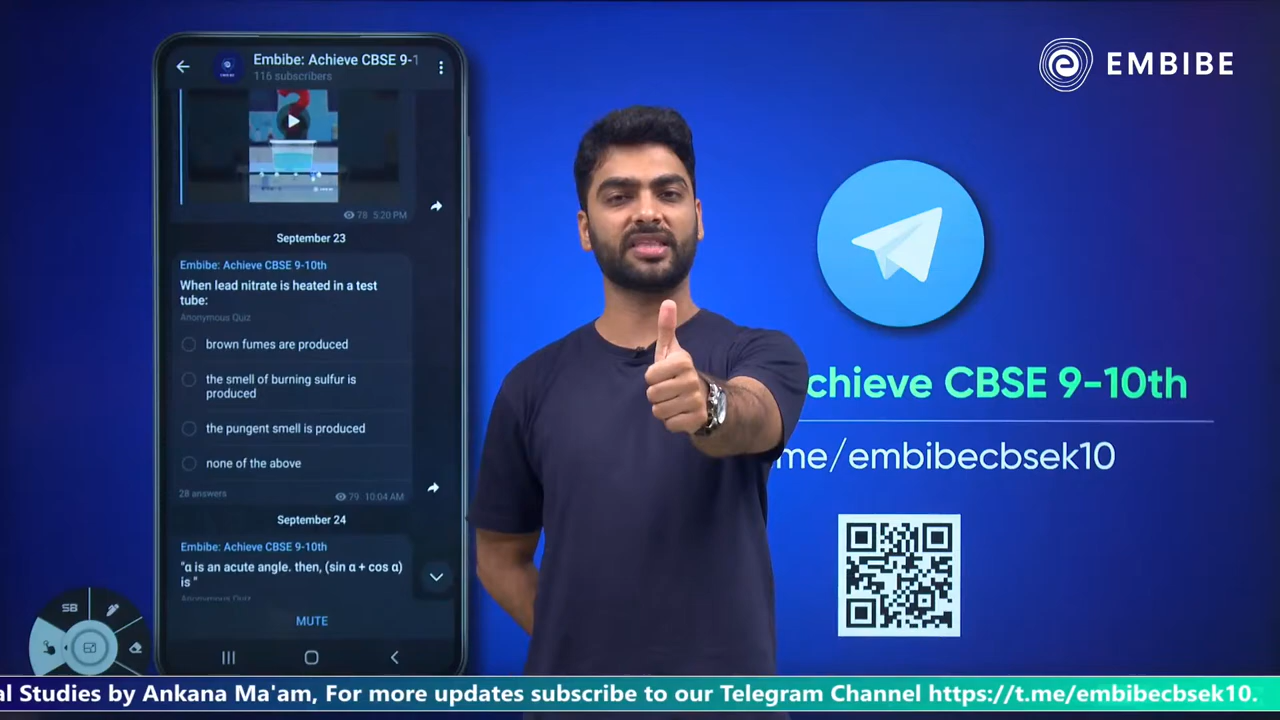 Embibe: Achieve CBSE 9-1
116 subscribers
78 5:20 PM
September 23
Embibe: Achieve CBSE 9-10th
When lead nitrate is heated in a test
tube:
Anonymous Quiz
brown fumes are produced
the smell of burning sulfur is
produced
the pungent smell is produced
none of the above
28 answers
79 10:04 AM
September 24
Embibe: Achieve CBSE 9-10th
"α is an acute angle. then, (sin α + cos α)
is "
Anonymous Quiz
MUTE
EMBIBE
chieve CBSE 9-10th
me/embibecbsek10
SB
al Studies by Ankana Ma'am, For more updates subscribe to our Telegram Channel https://t.me/embibecbsek10.